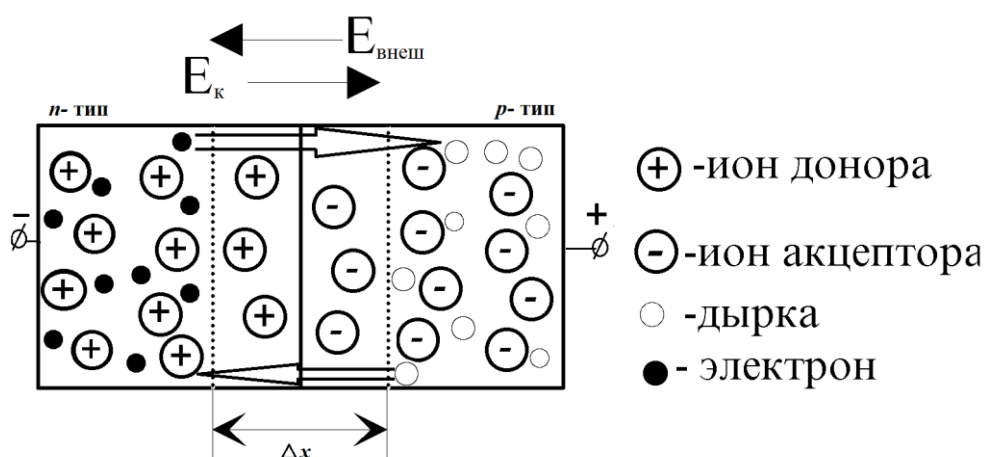 Eвнеш
Eк
n- тип
p- тип
+ -ион донора
- +
- -ион акцептора
-дырка
- электрон
Δx